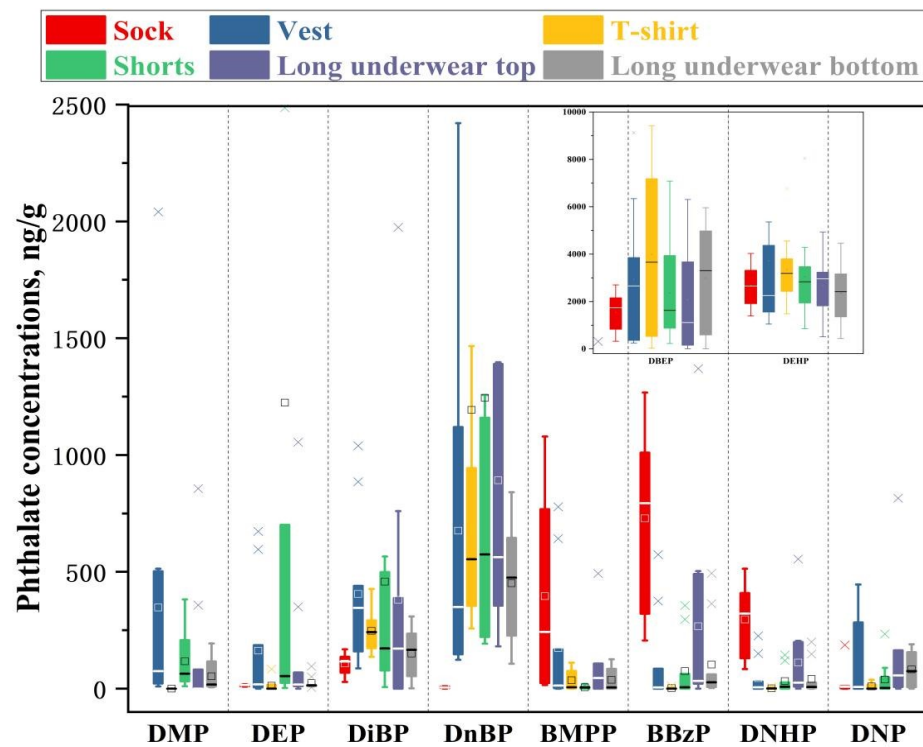 Sock Vest T-shirt
Shorts Long underwear top Long underwear bottom
Phthalate concentrations, ng/g
2500
2000
1500
1000
500
0
10000
8000
6000
4000
2000
0
DBEP DEHP
DMP DEP DiBP DnBP BMPP BBzP DNHP DNP